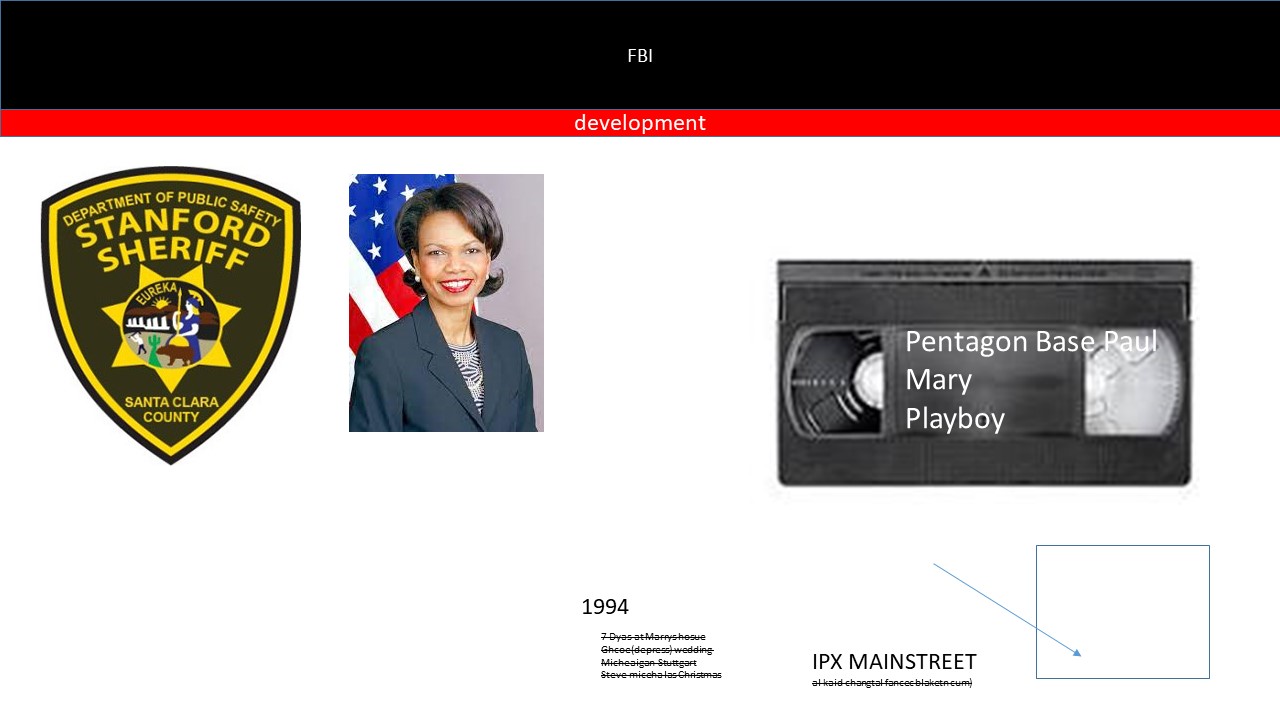 FBI
development
DEPARTMENT OF PUBLIC SAFETY
STANFORD
SHERIFF
EUREKA
SANTA CLARA
COUNTY
Pentagon Base Paul
Mary
Playboy
1994
7 Dyas at Marrys hosue
Ghcoe(depress) wedding
Micheaigan Stuttgart
Steve miceha las Christmas
IPX MAINSTREET
al kaid changtal fances blaketn cum)